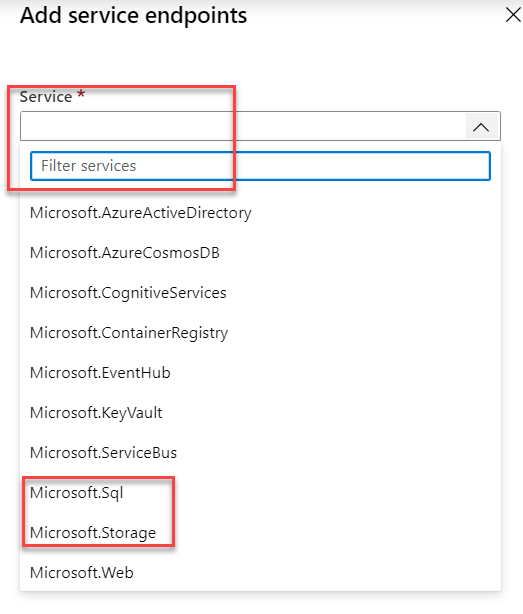 Add service endpoints
Service *
Filter services
Microsoft.AzureActiveDirectory
Microsoft.AzureCosmosDB
Microsoft.CognitiveServices
Microsoft.ContainerRegistry
Microsoft.EventHub
Microsoft.KeyVault
Microsoft.ServiceBus
Microsoft.Sql
Microsoft.Storage
Microsoft.Web